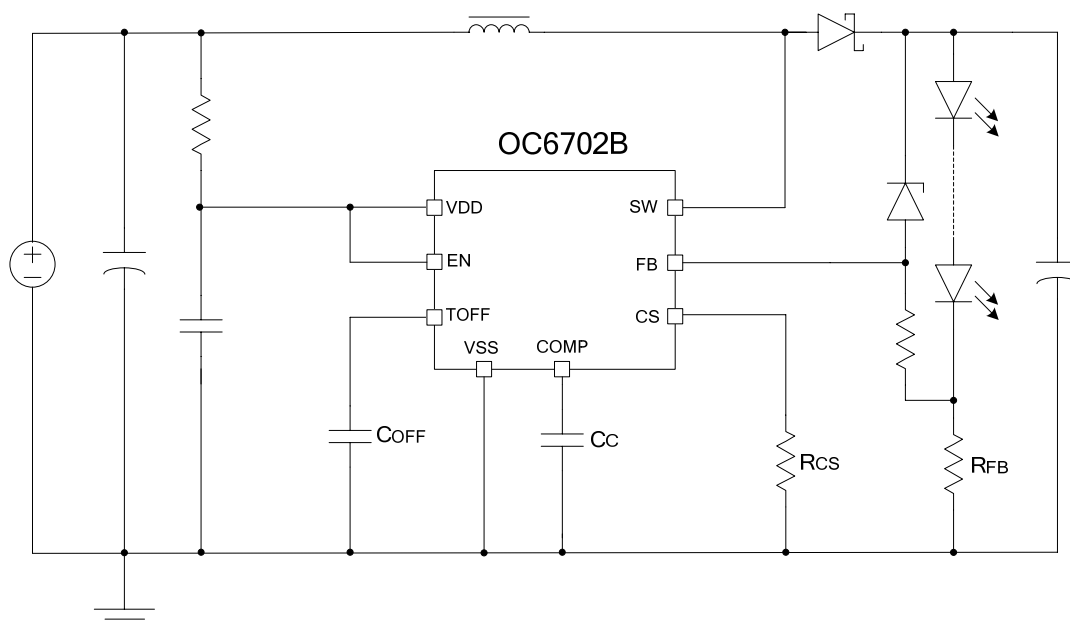 OC6702B
VDD
SW
EN
FB
TOFF
CS
VSS
COMP
COFF
CC
RCS
RFB